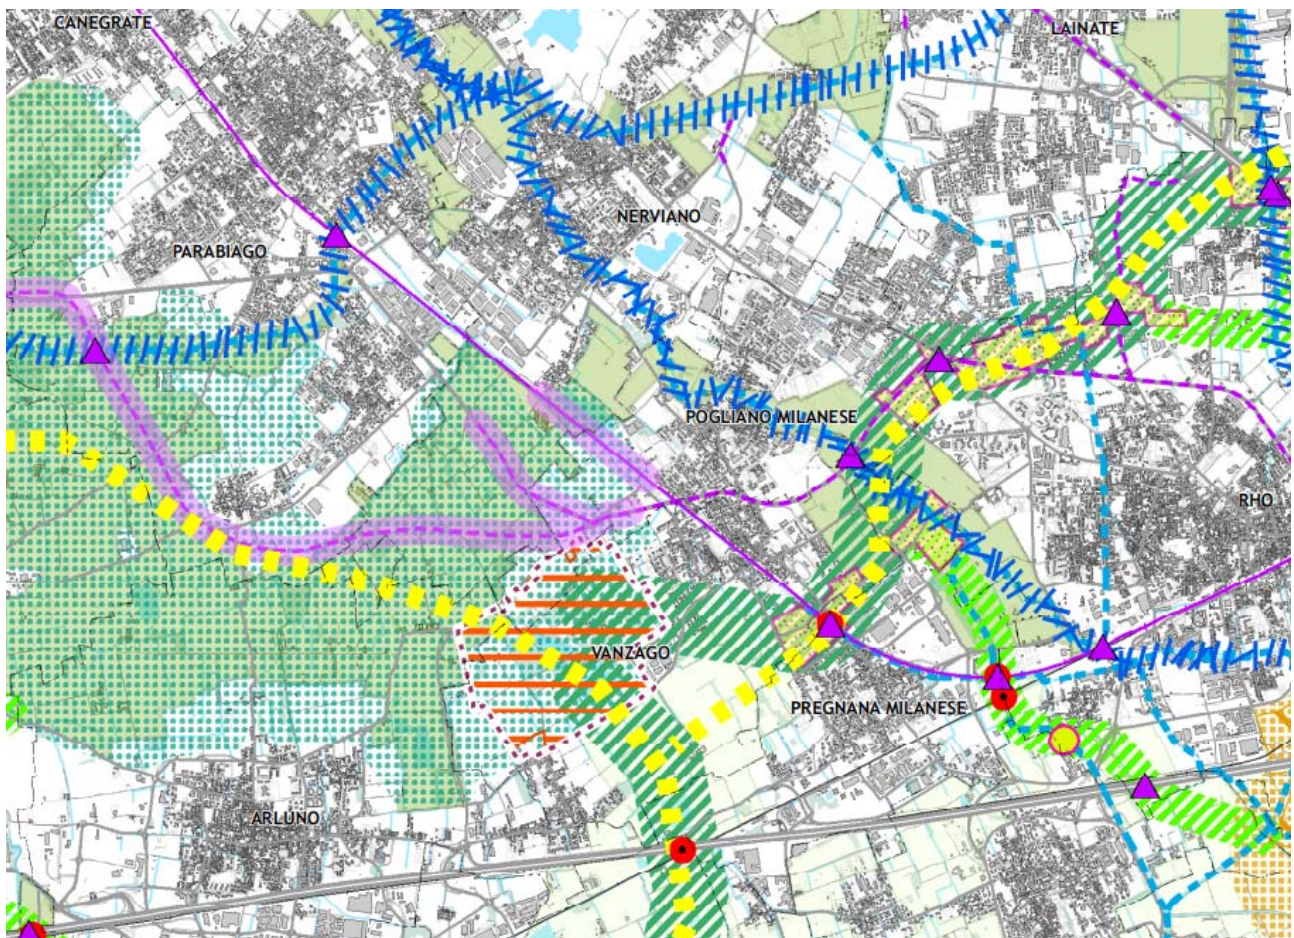 CANEGRATE
LAINATE
NERVIANO
PARABIAGO
POGLIANO MILANESE
RHO
VANZAGO
PREGNANA MILANESE
ARLUNO